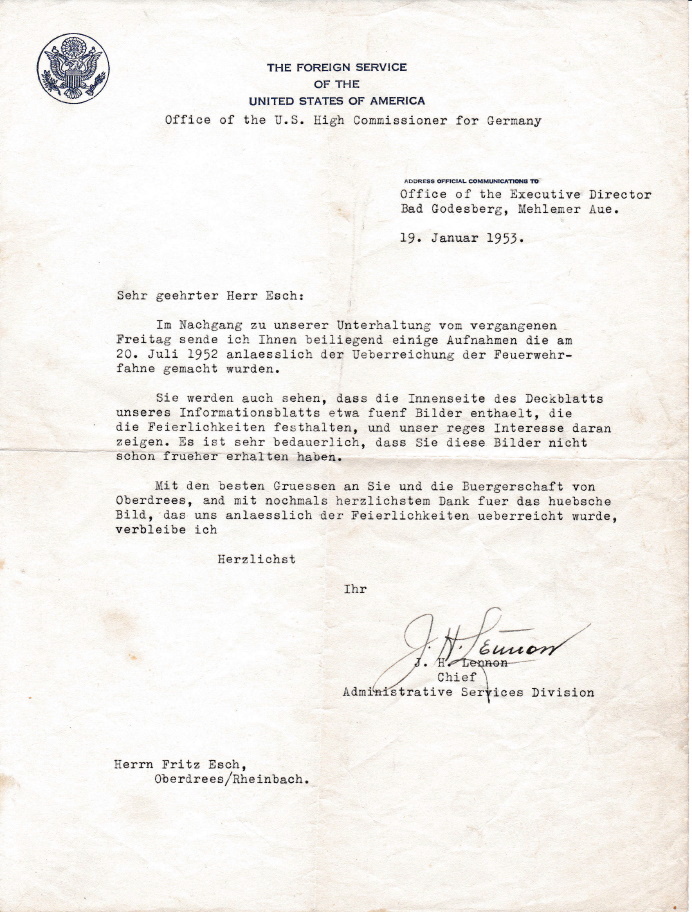 THE FOREIGN SERVICE
OF THE
UNITED STATES OF AMERICA
Office of the U.S. High Commissioner for Germany
ADDRESS OFFICIAL COMMUNICATIONS TO
Office of the Executive Director
Bad Godesberg, Mehlemer Aue.
19. Januar 1953.
Sehr geehrter Herr Esch:
Im Nachgang zu unserer Unterhaltung vom vergangenen
Freitag sende ich Ihnen beiliegend einige Aufnahmen die am
20. Juli 1952 anlaesslich der Ueberreichung der Feuerwehr-
fahne gemacht wurden.
Sie werden auch sehen, dass die Innenseite des Deckblatts
unseres Informationsblatts etwa fuenf Bilder enthaelt, die
die Feierlichkeiten festhalten, und unser reges Interesse daran
zeigen. Es ist sehr bedauerlich, dass Sie diese Bilder nicht
schon frueher erhalten haben.
Mit den besten Gruessen an Sie und die Buergerschaft von
Oberdrees, and mit nochmals herzlichstem Dank fuer das huebsche
Bild, das uns anlaesslich der Feierlichkeiten ueberreicht wurde,
verbleibe ich
Herzlichst
Ihr
J. H. Lennon
J. H. Lennon
Chief
Administrative Services Division
Herrn Fritz Esch,
Oberdrees/Rheinbach.